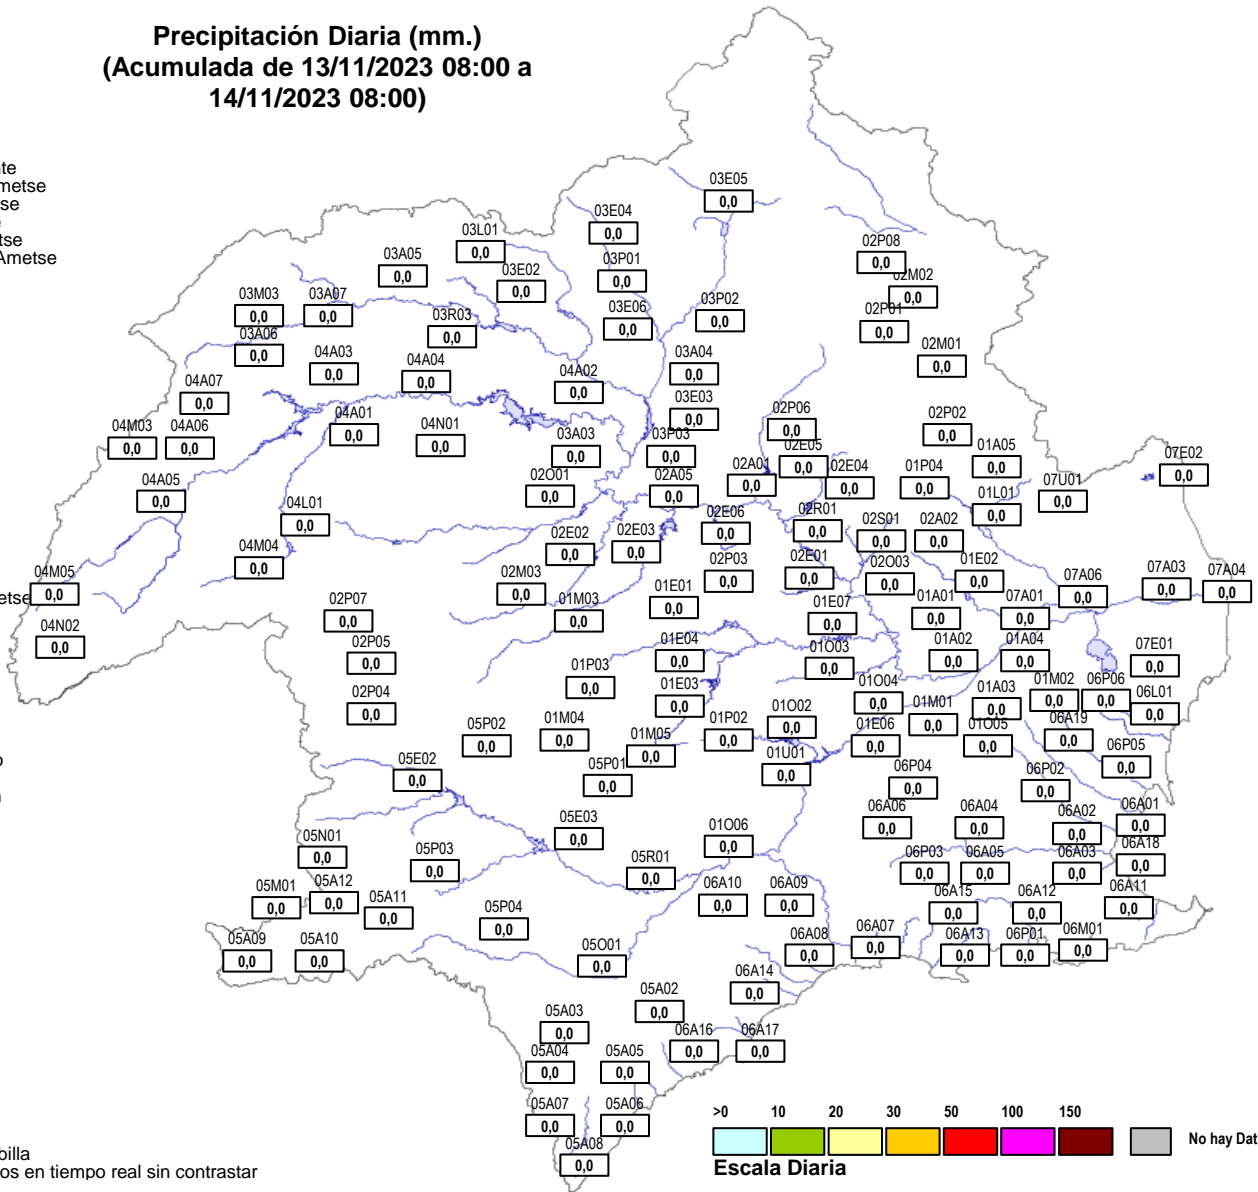 Precipitación Diaria (mm.)
(Acumulada de 13/11/2023 08:00 a
14/11/2023 08:00)
nte
metse
tse
e
tse
Ametse
03E05
0,0
03E04
0,0
03L01
0,0
03A05
0,0
03P01
0,0
03E02
0,0
02P08
0,0
02M02
0,0
03M03
0,0
03A07
0,0
03P02
0,0
03E06
0,0
03R03
0,0
02P01
0,0
03A06
0,0
04A03
0,0
04A04
0,0
03A04
0,0
02M01
0,0
04A02
0,0
04A07
0,0
03E03
0,0
04A01
0,0
04M03
0,0
04A06
0,0
04N01
0,0
03A03
0,0
03P03
0,0
02P06
0,0
02P02
0,0
02E05
0,0
01A05
0,0
07E02
0,0
04A05
0,0
02O01
0,0
02A05
0,0
02A01
0,0
02E04
0,0
01P04
0,0
07U01
0,0
01L01
0,0
04L01
0,0
02E06
0,0
02R01
0,0
02S01
0,0
02A02
0,0
02E02
0,0
02E03
0,0
04M04
0,0
02P03
0,0
02E01
0,0
02O03
0,0
01E02
0,0
04M05
0,0
etse
02M03
0,0
07A06
0,0
07A03
0,0
07A04
0,0
01E01
0,0
01M03
0,0
02P07
0,0
01E07
0,0
01A01
0,0
07A01
0,0
04N02
0,0
02P05
0,0
01E04
0,0
01O03
0,0
01A02
0,0
01A04
0,0
07E01
0,0
01P03
0,0
02P04
0,0
01E03
0,0
01O04
0,0
01A03
0,0
01M02
0,0
06P06
0,0
06L01
0,0
05P02
0,0
01M04
0,0
01P02
0,0
01O02
0,0
01M01
0,0
01E06
0,0
01O05
0,0
06A19
0,0
01M05
0,0
01U01
0,0
06P05
0,0
o
05E02
0,0
05P01
0,0
06P04
0,0
06P02
0,0
05E03
0,0
01O06
0,0
06A06
0,0
06A04
0,0
06A02
0,0
06A01
0,0
05N01
0,0
05P03
0,0
05R01
0,0
06P03
0,0
06A05
0,0
06A03
0,0
06A18
0,0
05M01
0,0
05A12
0,0
05A11
0,0
06A10
0,0
06A09
0,0
06A15
0,0
06A12
0,0
06A11
0,0
05P04
0,0
05A09
0,0
05A10
0,0
05O01
0,0
06A08
0,0
06A07
0,0
06A13
0,0
06P01
0,0
06M01
0,0
06A14
0,0
05A02
0,0
05A03
0,0
06A16
0,0
06A17
0,0
05A04
0,0
05A05
0,0
05A07
0,0
05A06
0,0
05A08
0,0
>0 10 20 30 50 100 150
No hay Dat
Escala Diaria
billa
os en tiempo real sin contrastar